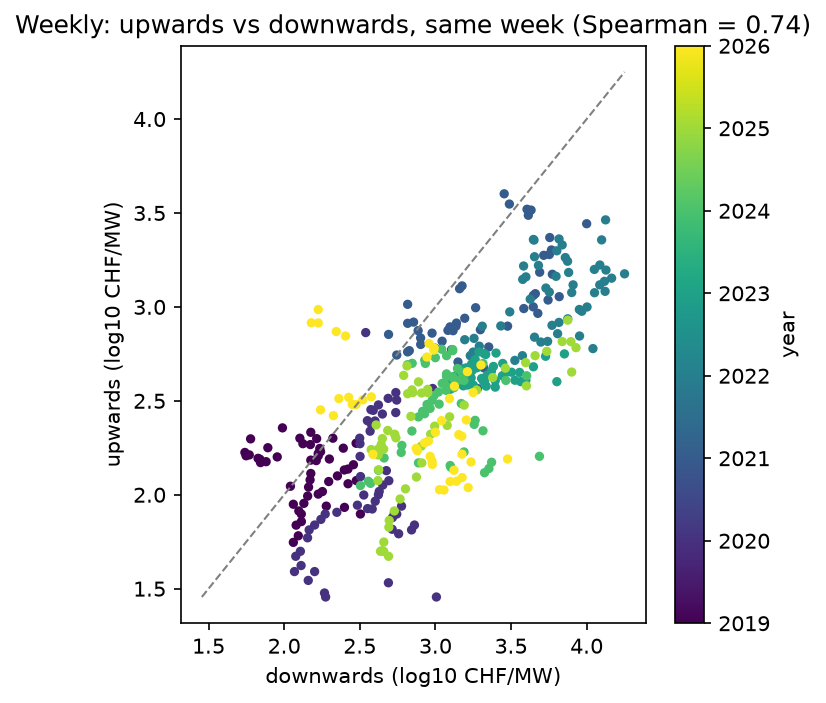 Weekly: upwards vs downwards, same week (Spearman = 0.74)
upwards (log10 CHF/MW)
4.0
3.5
3.0
2.5
2.0
1.5
1.5 2.0 2.5 3.0 3.5 4.0
downwards (log10 CHF/MW)
2026
2025
2024
2023
2022
2021
2020
2019
year